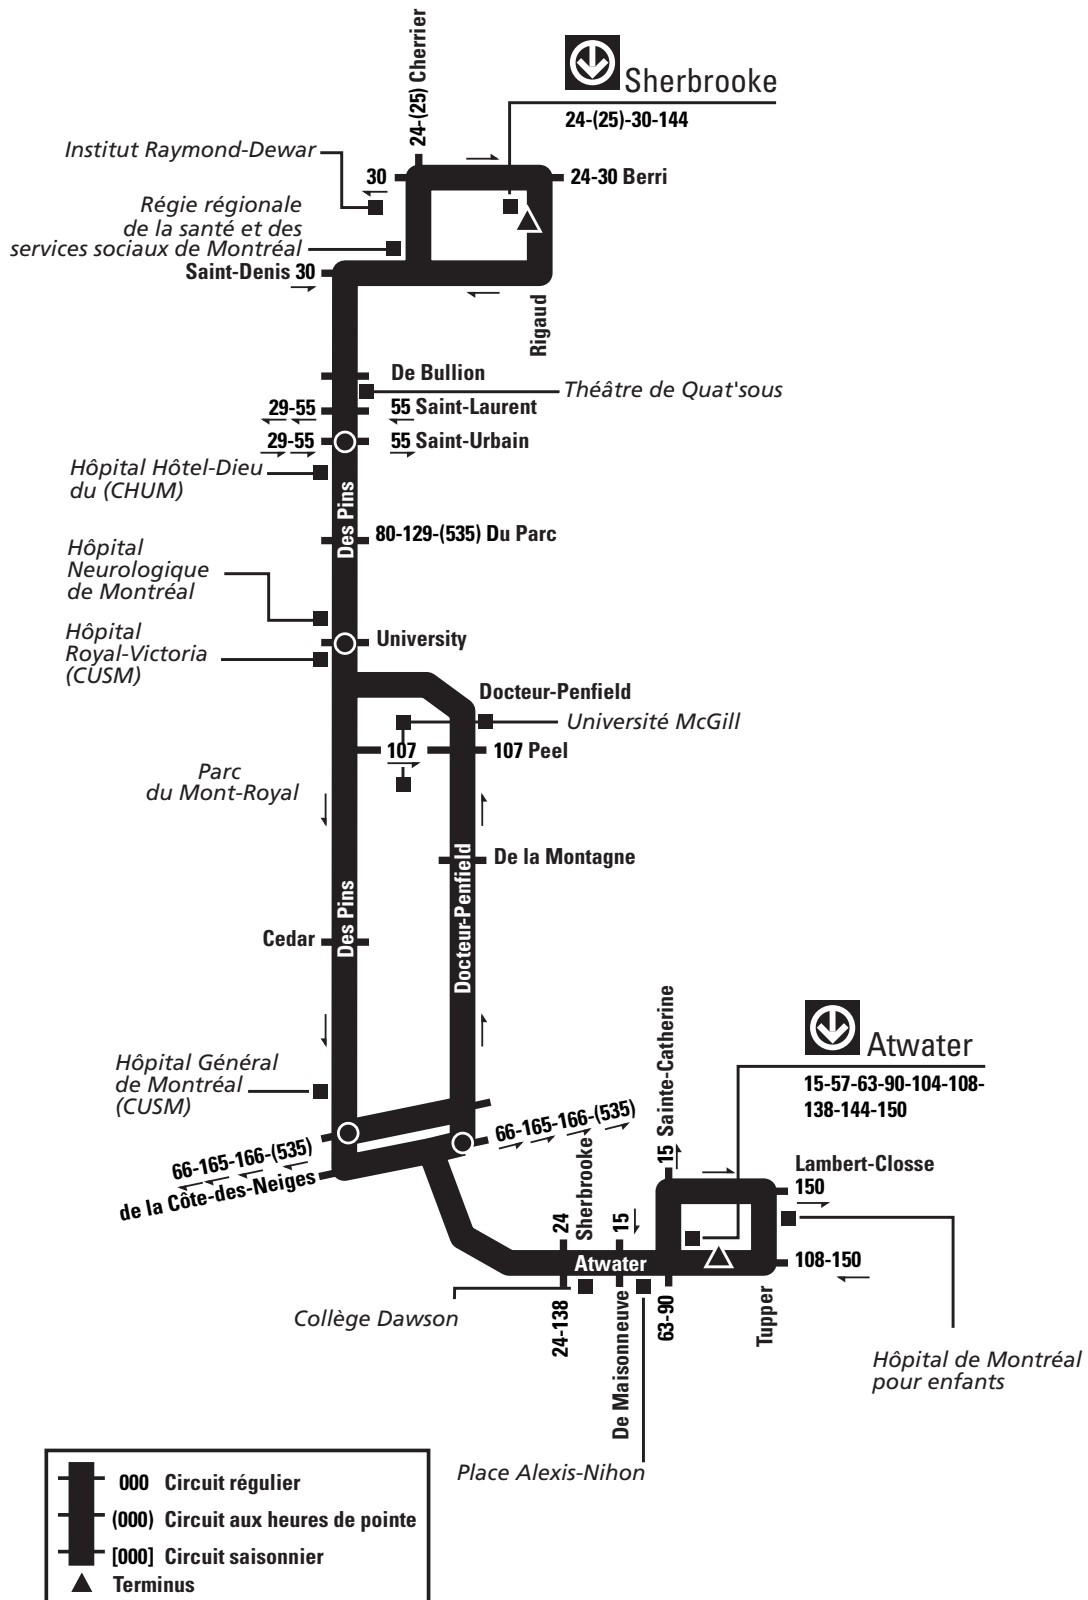 24-(25) Cherrier
Sherbrooke
24-(25)-30-144
Institut Raymond-Dewar
30
24-30 Berri
Régie régionale
de la santé et des
services sociaux de Montréal
Saint-Denis 30
Rigaud
De Bullion
Théâtre de Quat'sous
29-55
55 Saint-Laurent
29-55
55 Saint-Urbain
Hôpital Hôtel-Dieu
du (CHUM)
Des Pins
80-129-(535) Du Parc
Hôpital
Neurologique
de Montréal
Hôpital
Royal-Victoria
(CUSM)
University
Docteur-Penfield
Université McGill
107
107 Peel
Parc
du Mont-Royal
De la Montagne
Docteur-Penfield
Des Pins
Cedar
Hôpital Général
de Montréal
(CUSM)
66-165-166-(535)
de la Côte-des-Neiges
66-165-166-(535)
15 Sainte-Catherine
Atwater
15-57-63-90-104-108-
138-144-150
Lambert-Closse
150
24 Sherbrooke
15
Atwater
108-150
24-138
De Maisonneuve
63-90
Tupper
Collège Dawson
Hôpital de Montréal
pour enfants
Place Alexis-Nihon
000 Circuit régulier
(000) Circuit aux heures de pointe
[000] Circuit saisonnier
Terminus